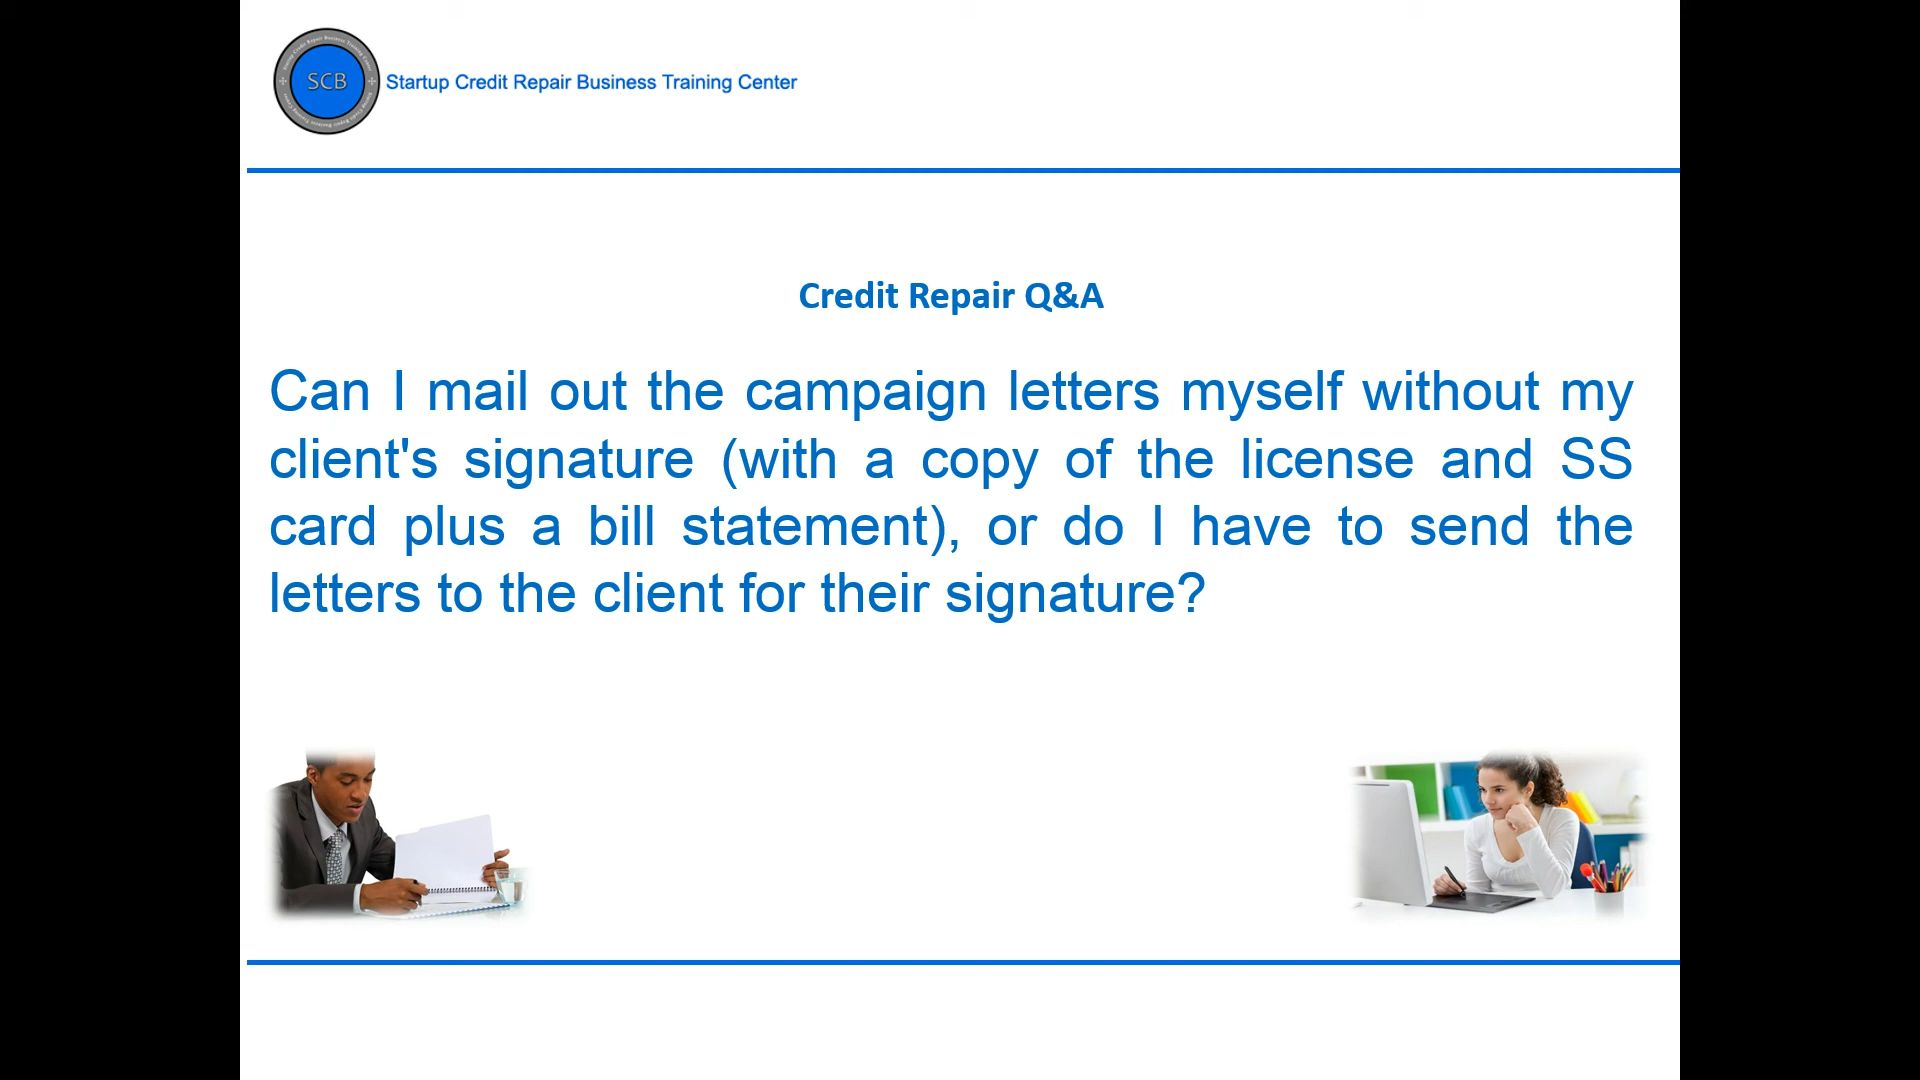 SCB
Startup Credit Repair Business Training Center
Credit Repair Q&A
Can I mail out the campaign letters myself without my
client's signature (with a copy of the license and SS
card plus a bill statement), or do I have to send the
letters to the client for their signature?